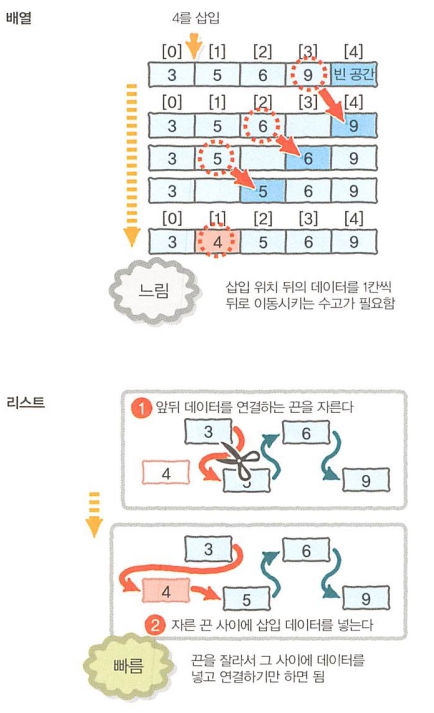 배열
4를 삽입
[0] [1] [2] [3] [4]
3 5 6 9 빈 공간
[0] [1] [2] [3] [4]
3 5 6 9
3 5 6 9
3 5 6 9
[0] [1] [2] [3] [4]
3 4 5 6 9
느림
삽입 위치 뒤의 데이터를 1칸씩
뒤로 이동시키는 수고가 필요함
리스트
1 앞뒤 데이터를 연결하는 끈을 자른다
3 6
4 5 9
3 6
4 5 9
2 자른 끈 사이에 삽입 데이터를 넣는다
빠름
끈을 잘라서 그 사이에 데이터를
넣고 연결하기만 하면 됨